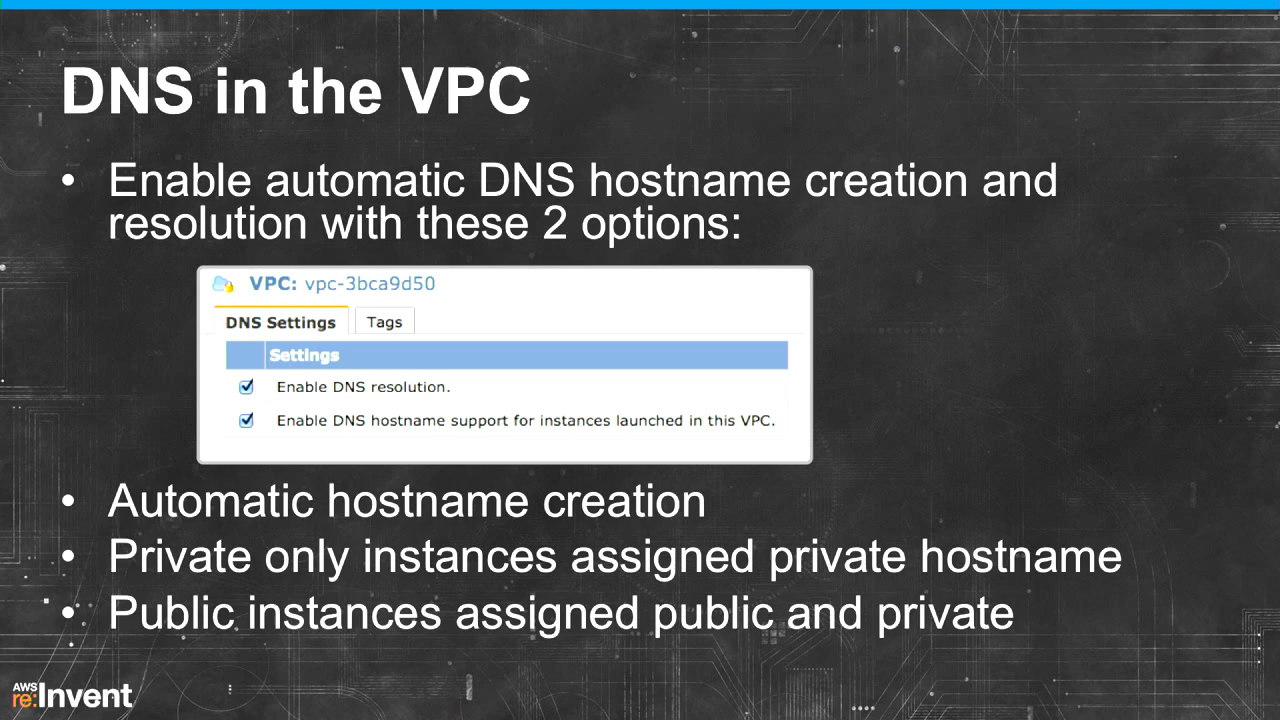 DNS in the VPC
• Enable automatic DNS hostname creation and
resolution with these 2 options:
VPC: vpc-3bca9d50
DNS Settings Tags
Settings
Enable DNS resolution.
Enable DNS hostname support for instances launched in this VPC.
• Automatic hostname creation
• Private only instances assigned private hostname
• Public instances assigned public and private
AWS
re:Invent